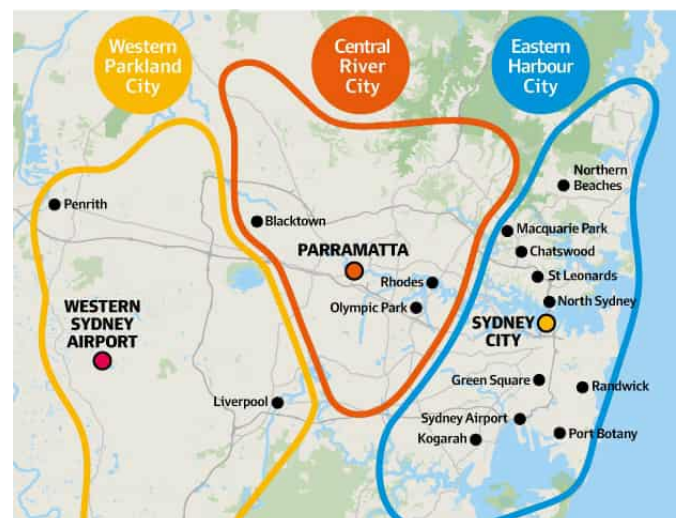 Western
Parkland
City
Central
River
City
Eastern
Harbour
City
Northern
Beaches
Penrith
Blacktown
Macquarie Park
PARRAMATTA
Chatswood
Rhodes
St Leonards
WESTERN
SYDNEY
AIRPORT
Olympic Park
North Sydney
SYDNEY
CITY
Green Square
Randwick
Liverpool
Sydney Airport
Kogarah
Port Botany